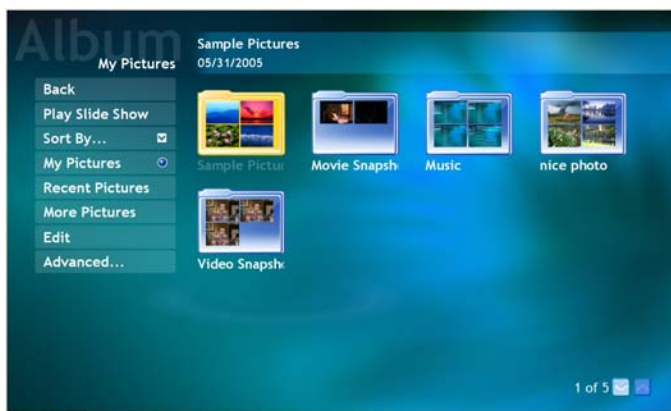 Album
My Pictures
Sample Pictures
05/31/2005
Back
Play Slide Show
Sort By...
My Pictures
Recent Pictures
More Pictures
Edit
Advanced...
Sample Pictur
Movie Snapsh
Music
nice photo
Video Snapsh
1 of 5